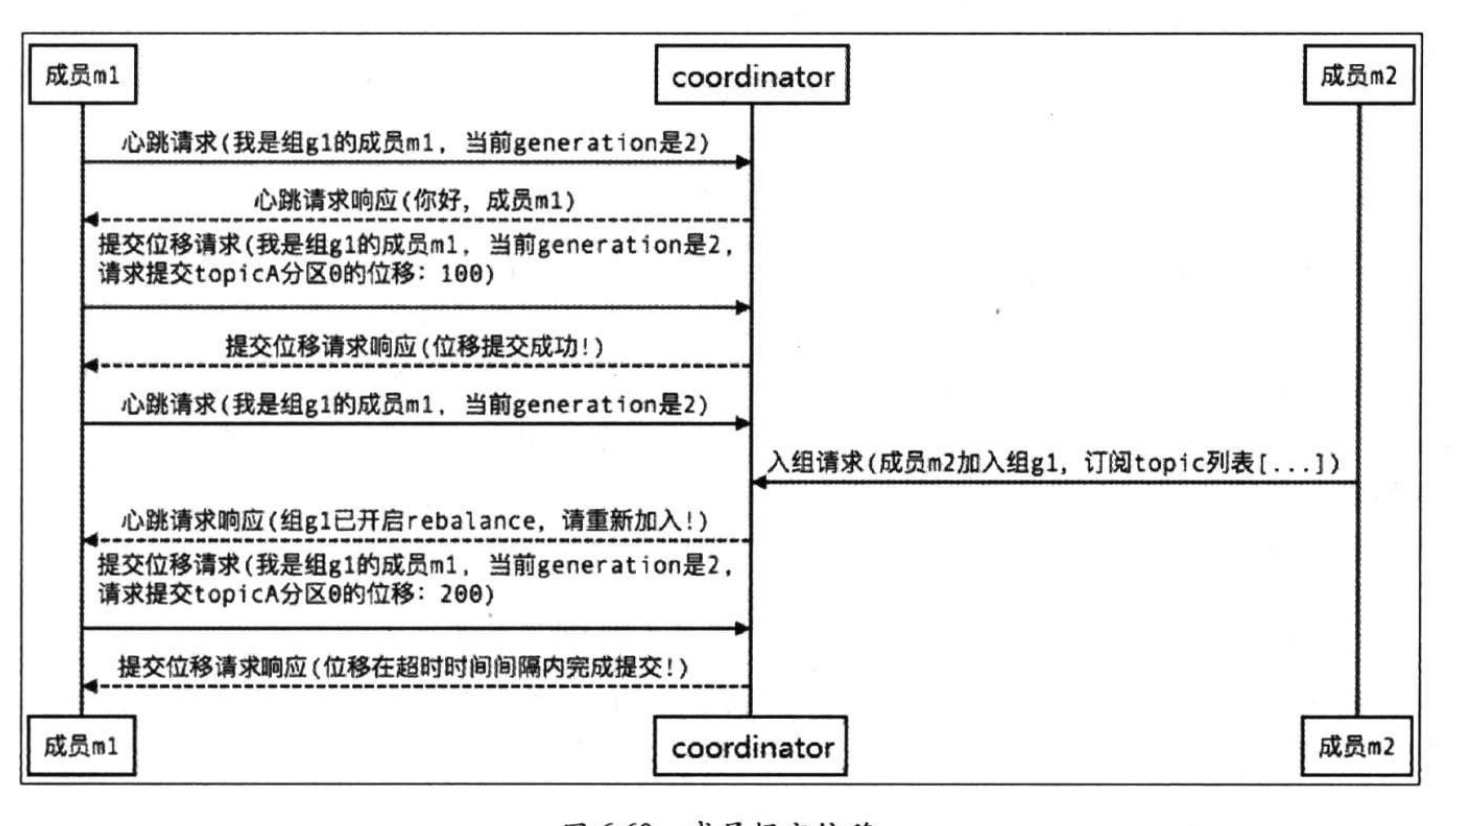 成员m1
coordinator
成员m2
心跳请求(我是组g1的成员m1, 当前generation是2)
心跳请求响应(你好, 成员m1)
提交位移请求(我是组g1的成员m1, 当前generation是2,
请求提交topicA分区0的位移: 100)
提交位移请求响应(位移提交成功!)
心跳请求(我是组g1的成员m1, 当前generation是2)
入组请求(成员m2加入组g1, 订阅topic列表[...])
心跳请求响应(组g1已开启rebalance, 请重新加入!)
提交位移请求(我是组g1的成员m1, 当前generation是2,
请求提交topicA分区0的位移: 200)
提交位移请求响应(位移在超时时间间隔内完成提交!)
成员m1
coordinator
成员m2